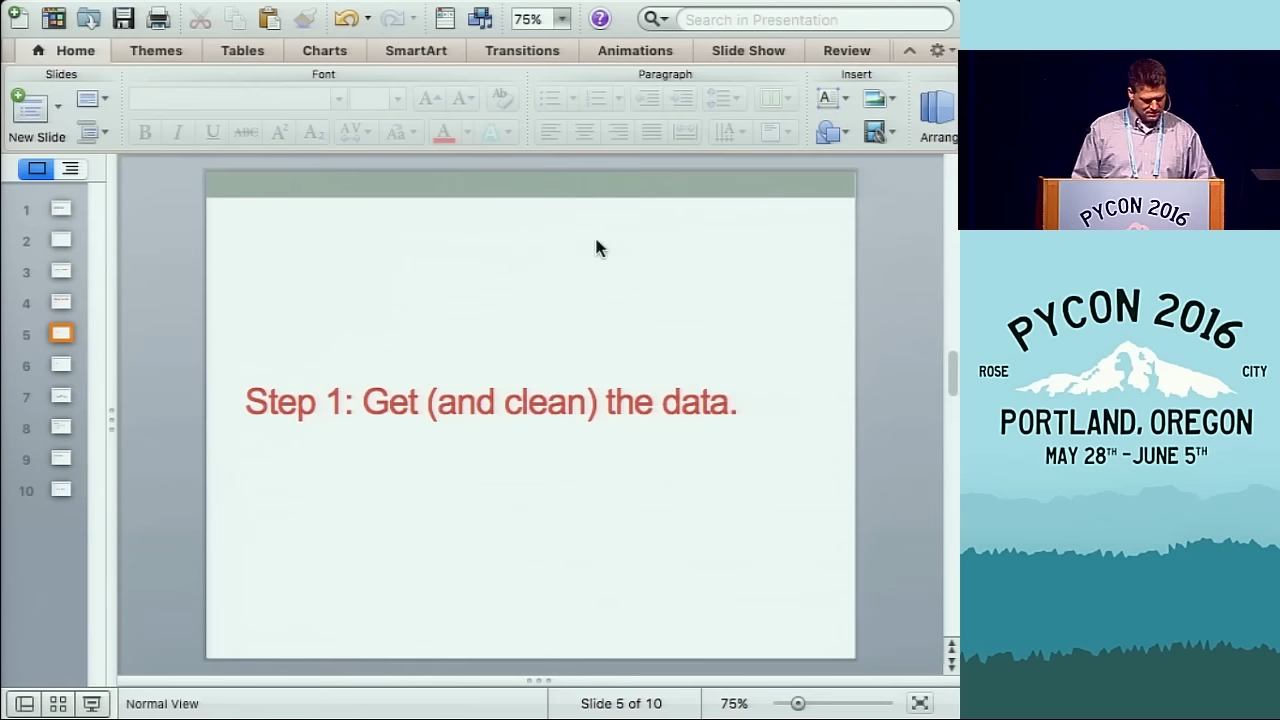 75%
Search in Presentation
Home
Themes
Tables
Charts
SmartArt
Transitions
Animations
Slide Show
Review
Slides
Font
Paragraph
Insert
New Slide
Arrang
1
2
3
4
5
6
7
8
9
10
Step 1: Get (and clean) the data.
Normal View
Slide 5 of 10
75%
PYCON 2016
PYCON 2016
ROSE
CITY
PORTLAND, OREGON
MAY 28TH - JUNE 5TH